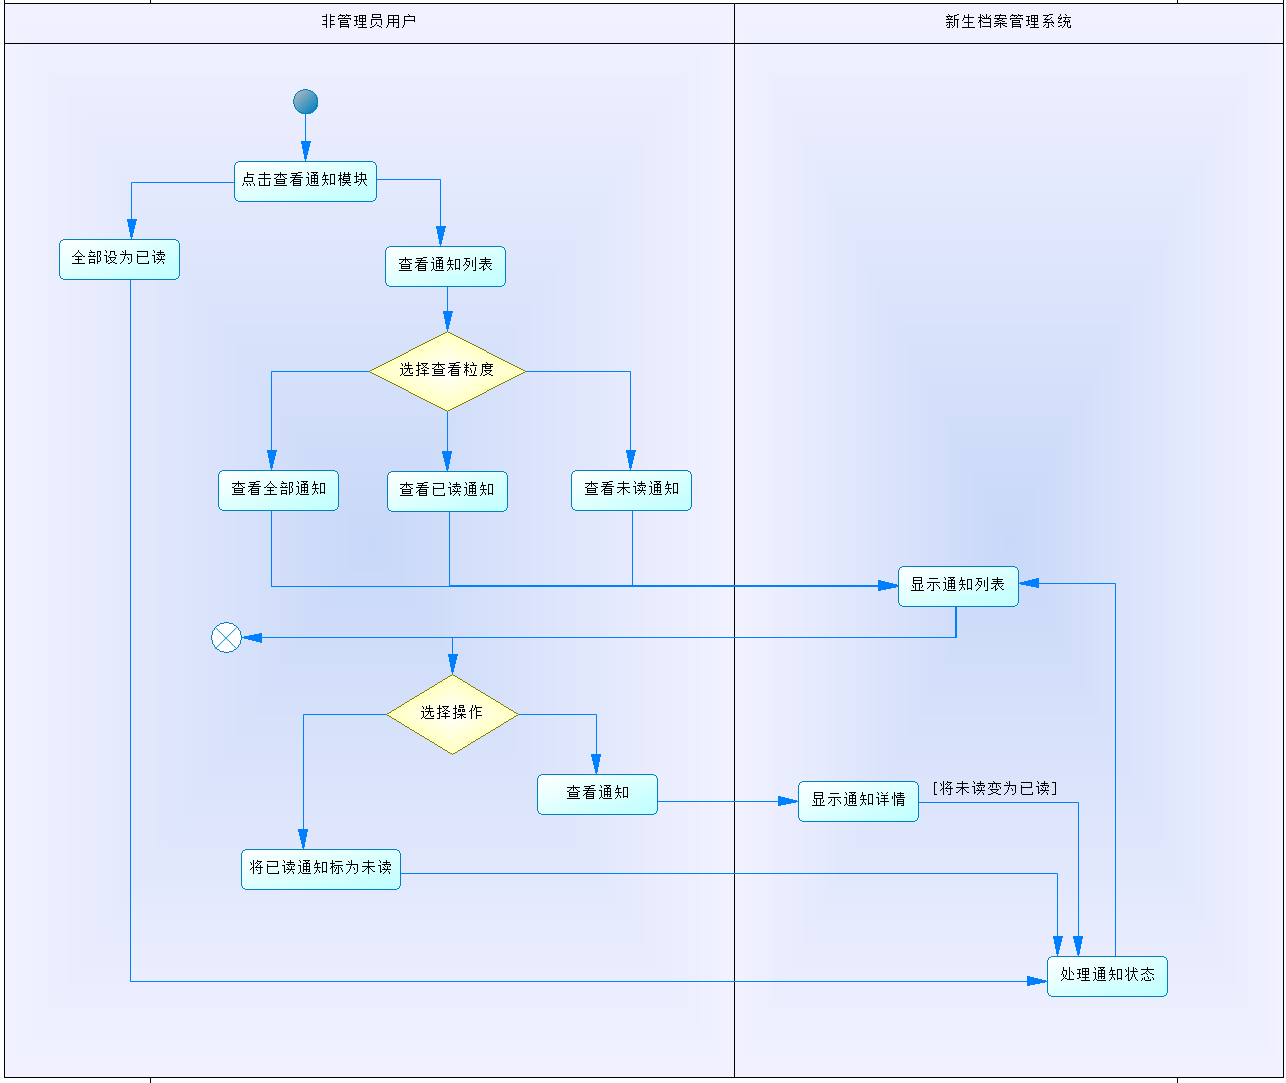 非管理员用户
新生档案管理系统
点击查看通知模块
全部设为已读
查看通知列表
选择查看粒度
查看全部通知
查看已读通知
查看未读通知
显示通知列表
选择操作
查看通知
显示通知详情
[将未读变为已读]
将已读通知标为未读
处理通知状态